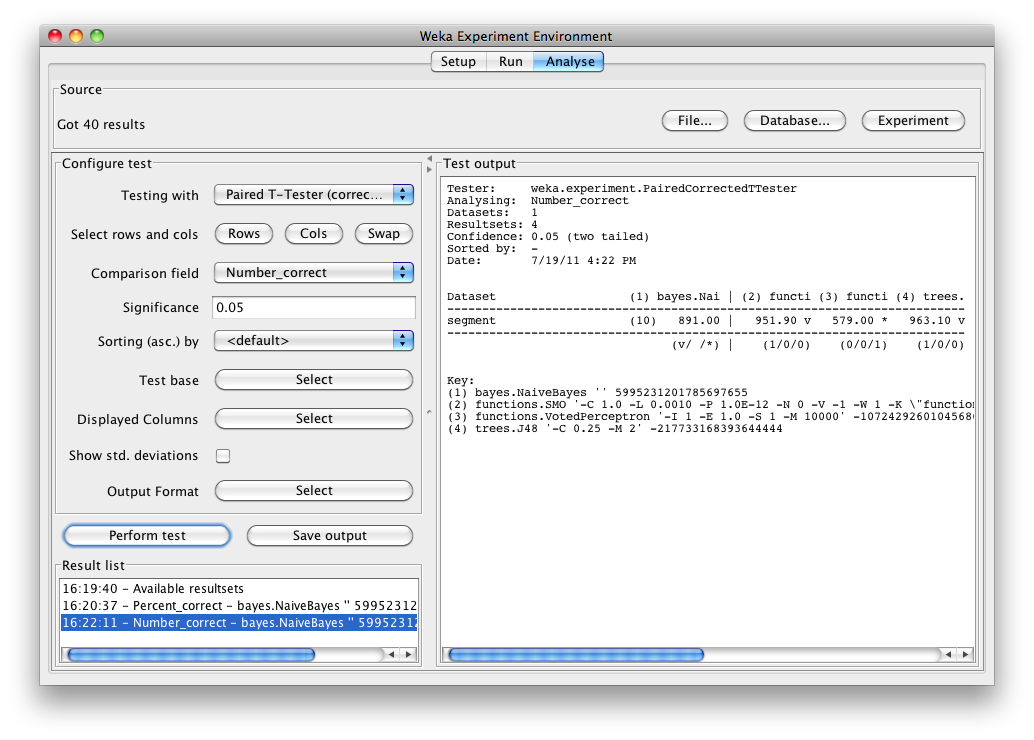 Weka Experiment Environment
Setup Run Analyse
Source
Got 40 results
File... Database... Experiment
Configure test
Testing with Paired T-Tester (correc...
Select rows and cols Rows Cols Swap
Comparison field Number_correct
Significance 0.05
Sorting (asc.) by <default>
Test base Select
Displayed Columns Select
Show std. deviations
Output Format Select
Perform test Save output
Result list
16:19:40 - Available resultsets
16:20:37 - Percent_correct - bayes.NaiveBayes '' 59952312
16:22:11 - Number_correct - bayes.NaiveBayes '' 59952312
Test output
Tester: weka.experiment.PairedCorrectedTTester
Analysing: Number_correct
Datasets: 1
Resultsets: 4
Confidence: 0.05 (two tailed)
Sorted by: -
Date: 7/19/11 4:22 PM
Dataset (1) bayes.Nai | (2) functi (3) functi (4) trees.
--------------------------------------------------------------------------
segment (10) 891.00 | 951.90 v 579.00 * 963.10 v
--------------------------------------------------------------------------
(v/ /*) | (1/0/0) (0/0/1) (1/0/0)
Key:
(1) bayes.NaiveBayes '' 5995231201785697655
(2) functions.SMO '-C 1.0 -L 0.0010 -P 1.0E-12 -N 0 -V -1 -W 1 -K \"function
(3) functions.VotedPerceptron '-I 1 -E 1.0 -S 1 -M 10000' -1072429260104568
(4) trees.J48 '-C 0.25 -M 2' -217733168393644444